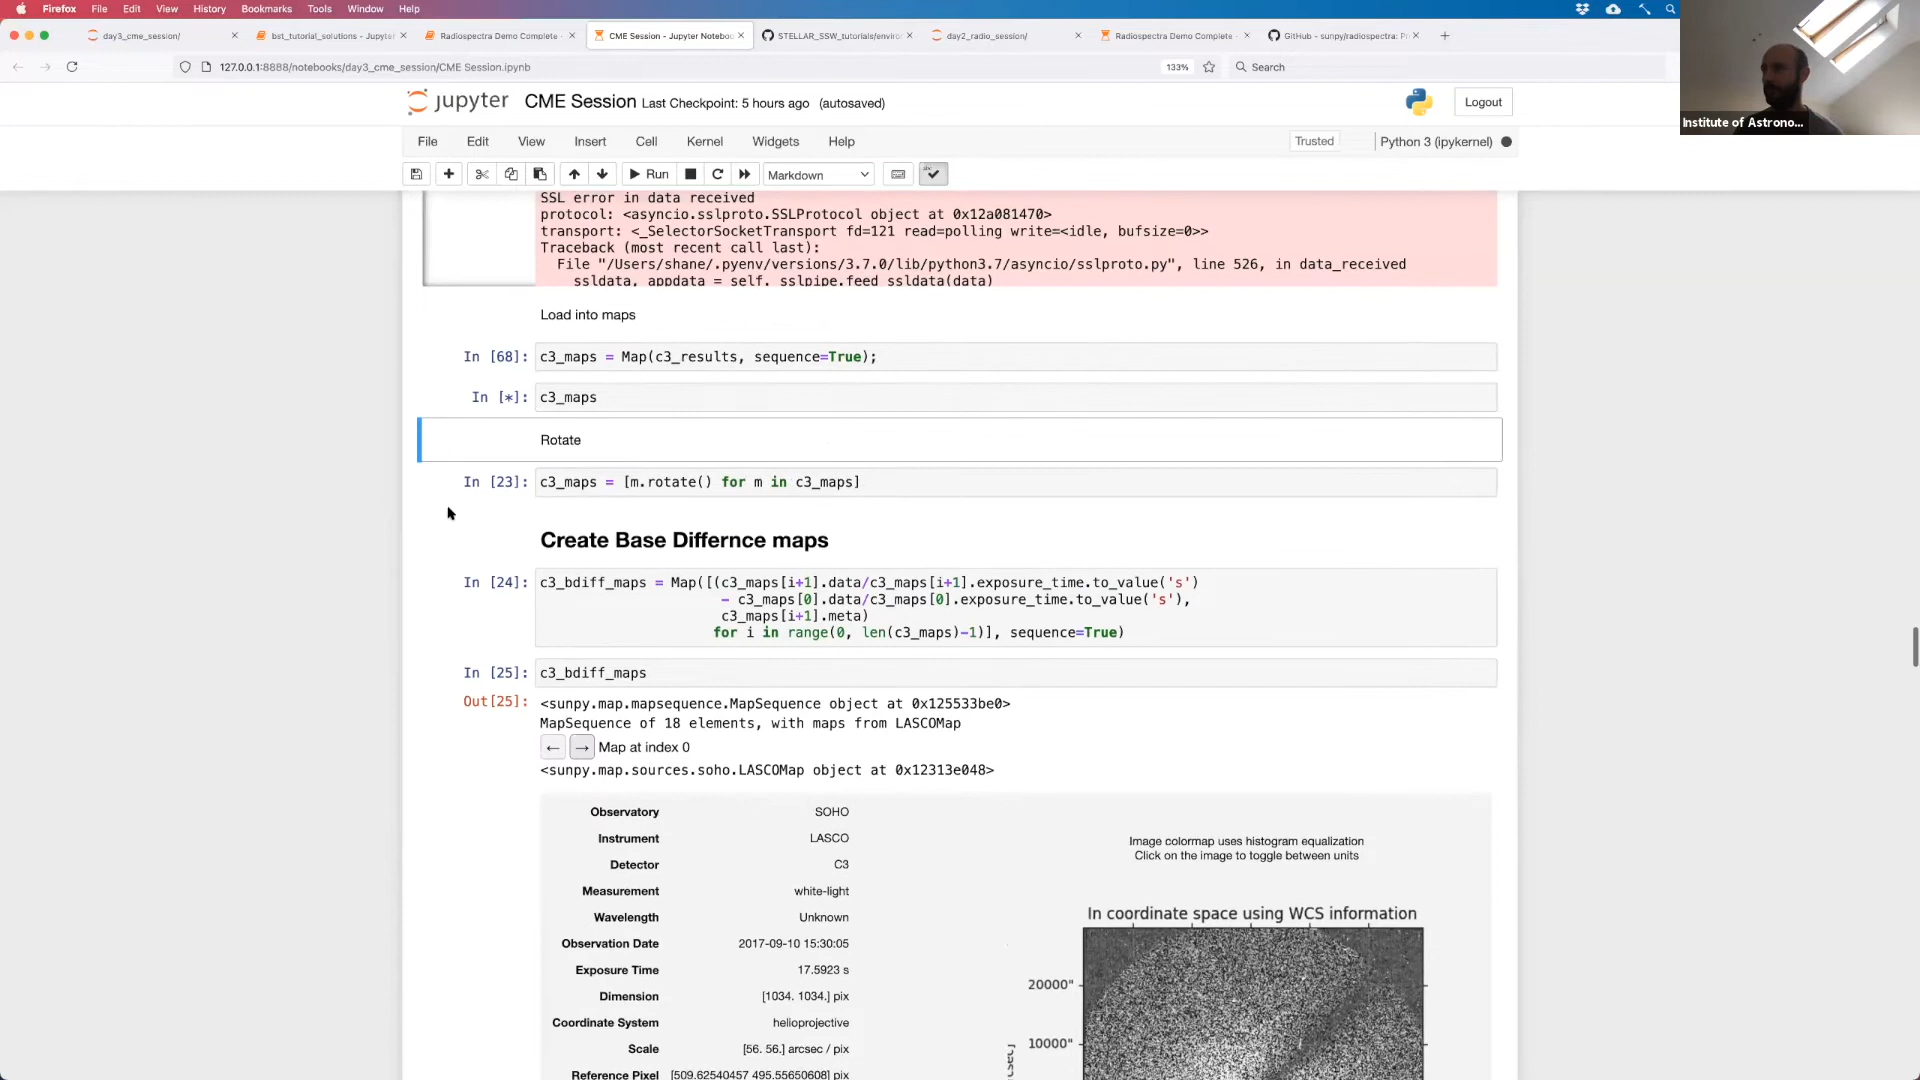 Firefox File Edit View History Bookmarks Tools Window Help
day3_cme_session/ bst_tutorial_solutions - Jupyter Radiospectra Demo Complete - CME Session - Jupyter Notebo STELLAR_SSW_tutorials/enviro day2_radio_session/ Radiospectra Demo Complete - GitHub - sunpy/radiospectra: P
127.0.0.1:8888/notebooks/day3_cme_session/CME Session.ipynb 133% Search
Institute of Astrono...
jupyter CME Session Last Checkpoint: 5 hours ago (autosaved) Logout
File Edit View Insert Cell Kernel Widgets Help Trusted Python 3 (ipykernel)
Run Markdown
SSL error in data received
protocol: <asyncio.sslproto.SSLProtocol object at 0x12a081470>
transport: <_SelectorSocketTransport fd=121 read=polling write=<idle, bufsize=0>>
Traceback (most recent call last):
File "/Users/shane/.pyenv/versions/3.7.0/lib/python3.7/asyncio/sslproto.py", line 526, in data_received
ssldata, appdata = self._sslpipe.feed_ssldata(data)
Load into maps
In [68]: c3_maps = Map(c3_results, sequence=True);
In [*]: c3_maps
Rotate
In [23]: c3_maps = [m.rotate() for m in c3_maps]
Create Base Differnce maps
In [24]: c3_bdiff_maps = Map([(c3_maps[i+1].data/c3_maps[i+1].exposure_time.to_value('s')
- c3_maps[0].data/c3_maps[0].exposure_time.to_value('s'),
c3_maps[i+1].meta)
for i in range(0, len(c3_maps)-1)], sequence=True)
In [25]: c3_bdiff_maps
Out[25]: <sunpy.map.mapsequence.MapSequence object at 0x125533be0>
MapSequence of 18 elements, with maps from LASCOMap
← → Map at index 0
<sunpy.map.sources.soho.LASCOMap object at 0x12313e048>
Observatory SOHO
Instrument LASCO
Detector C3
Measurement white-light
Wavelength Unknown
Observation Date 2017-09-10 15:30:05
Exposure Time 17.5923 s
Dimension [1034. 1034.] pix
Coordinate System helioprojective
Scale [56. 56.] arcsec / pix
Reference Pixel [509.62540457 495.55650608] pix
Image colormap uses histogram equalization
Click on the image to toggle between units
In coordinate space using WCS information
20000"
10000"